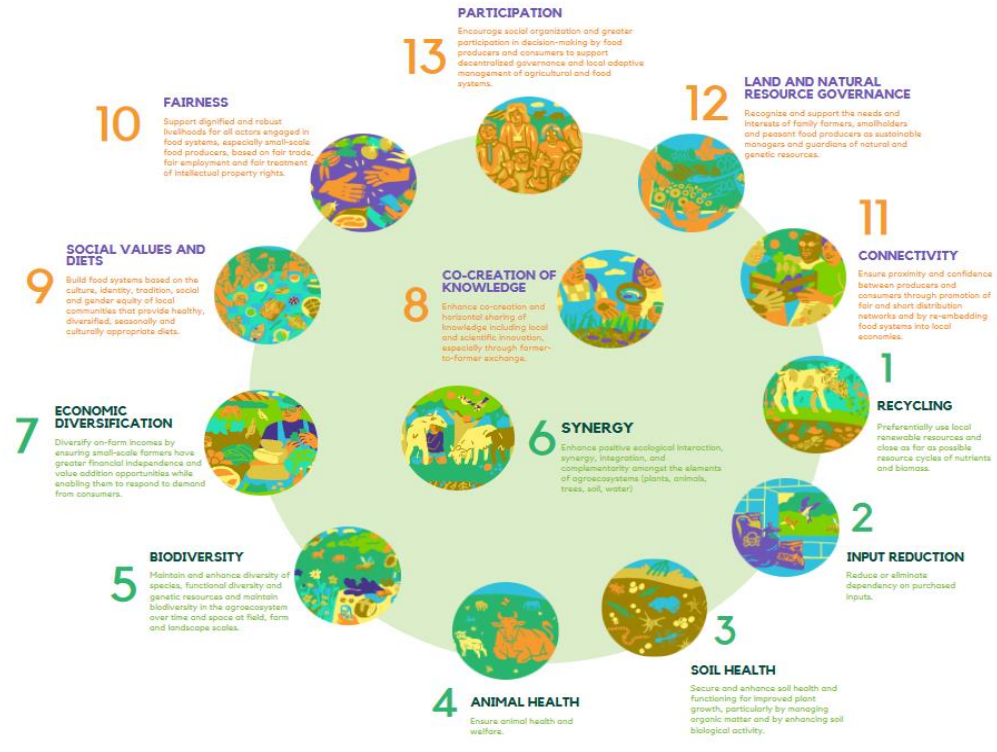 13
PARTICIPATION
Encourage social organization and greater
participation in decision-making by food
producers and consumers to support
decentralized governance and local adaptive
management of agricultural and food
systems.
12
LAND AND NATURAL
RESOURCE GOVERNANCE
Recognize and support the needs and
interests of family farmers, smallholders
and peasant food producers as sustainable
managers and guardians of natural and
genetic resources.
10
FAIRNESS
Support dignified and robust
livelihoods for all actors engaged in
food systems, especially small-scale
food producers, based on fair trade,
fair employment and fair treatment
of intellectual property rights.
11
CONNECTIVITY
Ensure proximity and confidence
between producers and
consumers through promotion of
fair and short distribution
networks and by re-embedding
food systems into local
economies.
9
SOCIAL VALUES AND
DIETS
Build food systems based on the
culture, identity, tradition, social
and gender equity of local
communities that provide healthy,
diversified, seasonally and
culturally appropriate diets.
8
CO-CREATION OF
KNOWLEDGE
Enhance co-creation and
horizontal sharing of
knowledge including local
and scientific innovation,
especially through farmer-
to-farmer exchange.
1
RECYCLING
Preferentially use local
renewable resources and
close as far as possible
resource cycles of nutrients
and biomass.
7
ECONOMIC
DIVERSIFICATION
Diversify on-farm incomes by
ensuring small-scale farmers have
greater financial independence and
value addition opportunities while
enabling them to respond to demand
from consumers.
6
SYNERGY
Enhance positive ecological interaction,
synergy, integration, and
complementarity amongst the elements
of agroecosystems (plants, animals,
trees, soil, water)
2
INPUT REDUCTION
Reduce or eliminate
dependency on purchased
inputs.
5
BIODIVERSITY
Maintain and enhance diversity of
species, functional diversity and
genetic resources and maintain
biodiversity in the agroecosystem
over time and space at field, farm
and landscape scales.
3
SOIL HEALTH
Secure and enhance soil health and
functioning for improved plant
growth, particularly by managing
organic matter and by enhancing soil
biological activity.
4
ANIMAL HEALTH
Ensure animal health and
welfare.